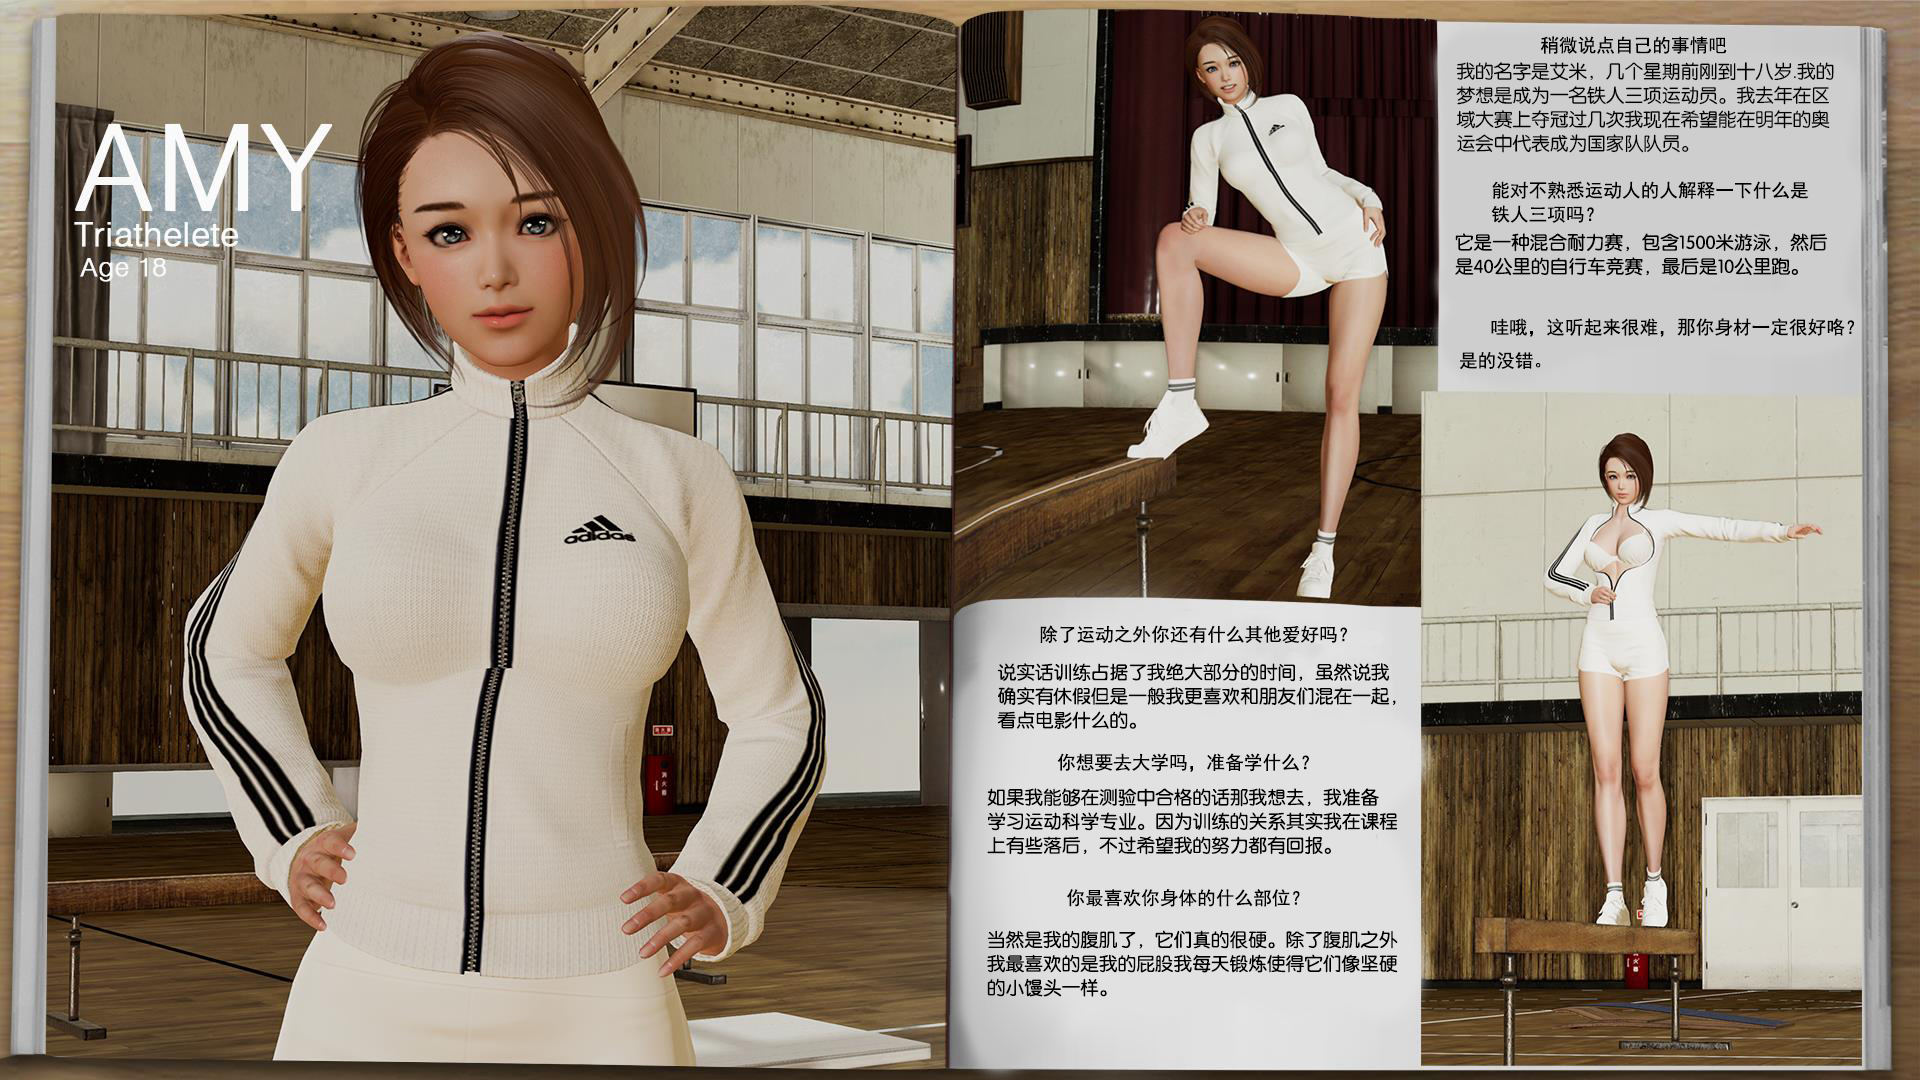 AMY
Triathelete
Age 18
adidas
稍微说点自己的事情吧
我的名字是艾米，几个星期前刚到十八岁.我的
梦想是成为一名铁人三项运动员。我去年在区
域大赛上夺冠过几次我现在希望能在明年的奥
运会中代表成为国家队队员。
能对不熟悉运动人的人解释一下什么是
铁人三项吗？
它是一种混合耐力赛，包含1500米游泳，然后
是40公里的自行车竞赛，最后是10公里跑。
哇哦，这听起来很难，那你身材一定很好咯？
是的没错。
除了运动之外你还有什么其他爱好吗？
说实话训练占据了我绝大部分的时间，虽然说我
确实有休假但是一般我更喜欢和朋友们混在一起，
看点电影什么的。
你想要去大学吗，准备学什么？
如果我能够在测验中合格的话那我想去，我准备
学习运动科学专业。因为训练的关系其实我在课程
上有些落后，不过希望我的努力都有回报。
你最喜欢你身体的什么部位？
当然是我的腹肌了，它们真的很硬。除了腹肌之外
我最喜欢的是我的屁股我每天锻炼使得它们像坚硬
的小馒头一样。